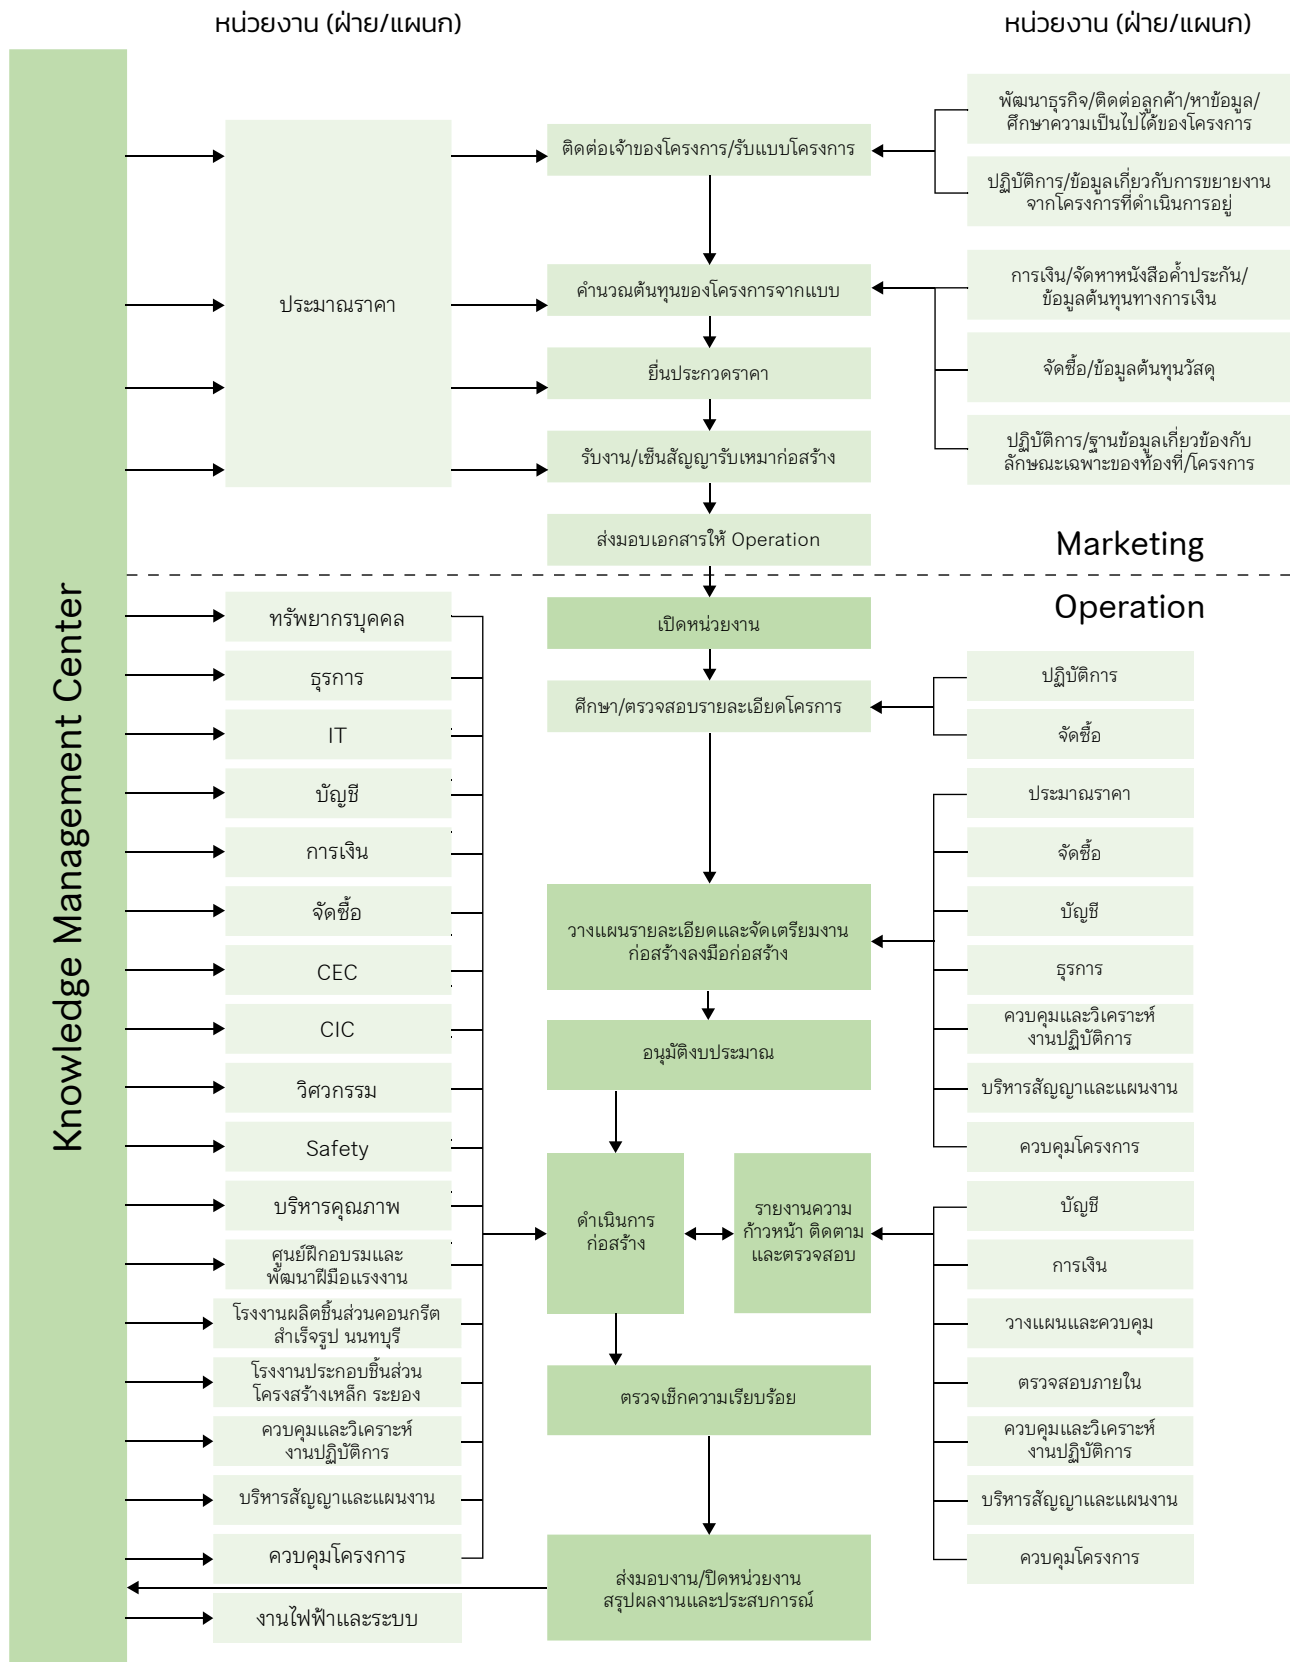 หน่วยงาน (ฝ่าย/แผนก)
หน่วยงาน (ฝ่าย/แผนก)
Knowledge Management Center
ประมาณราคา
ติดต่อเจ้าของโครงการ/รับแบบโครงการ
คำนวณต้นทุนของโครงการจากแบบ
ยื่นประกวดราคา
รับงาน/เซ็นสัญญารับเหมาก่อสร้าง
ส่งมอบเอกสารให้ Operation
พัฒนาธุรกิจ/ติดต่อลูกค้า/หาข้อมูล/
ศึกษาความเป็นไปได้ของโครงการ
ปฏิบัติการ/ข้อมูลเกี่ยวกับการขยายงาน
จากโครงการที่ดำเนินการอยู่
การเงิน/จัดหาหนังสือค้ำประกัน/
ข้อมูลต้นทุนทางการเงิน
จัดซื้อ/ข้อมูลต้นทุนวัสดุ
ปฏิบัติการ/ฐานข้อมูลเกี่ยวข้องกับ
ลักษณะเฉพาะของท้องที่/โครงการ
Marketing
Operation
ทรัพยากรบุคคล
ธุรการ
IT
บัญชี
การเงิน
จัดซื้อ
CEC
CIC
วิศวกรรม
Safety
บริหารคุณภาพ
ศูนย์ฝึกอบรมและ
พัฒนาฝีมือแรงงาน
โรงงานผลิตชิ้นส่วนคอนกรีต
สำเร็จรูป นนทบุรี
โรงงานประกอบชิ้นส่วน
โครงสร้างเหล็ก ระยอง
ควบคุมและวิเคราะห์
งานปฏิบัติการ
บริหารสัญญาและแผนงาน
ควบคุมโครงการ
งานไฟฟ้าและระบบ
เปิดหน่วยงาน
ศึกษา/ตรวจสอบรายละเอียดโครการ
วางแผนรายละเอียดและจัดเตรียมงาน
ก่อสร้างลงมือก่อสร้าง
อนุมัติงบประมาณ
ดำเนินการ
ก่อสร้าง
รายงานความ
ก้าวหน้า ติดตาม
และตรวจสอบ
ตรวจเช็กความเรียบร้อย
ส่งมอบงาน/ปิดหน่วยงาน
สรุปผลงานและประสบการณ์
ปฏิบัติการ
จัดซื้อ
ประมาณราคา
จัดซื้อ
บัญชี
ธุรการ
ควบคุมและวิเคราะห์
งานปฏิบัติการ
บริหารสัญญาและแผนงาน
ควบคุมโครงการ
บัญชี
การเงิน
วางแผนและควบคุม
ตรวจสอบภายใน
ควบคุมและวิเคราะห์
งานปฏิบัติการ
บริหารสัญญาและแผนงาน
ควบคุมโครงการ